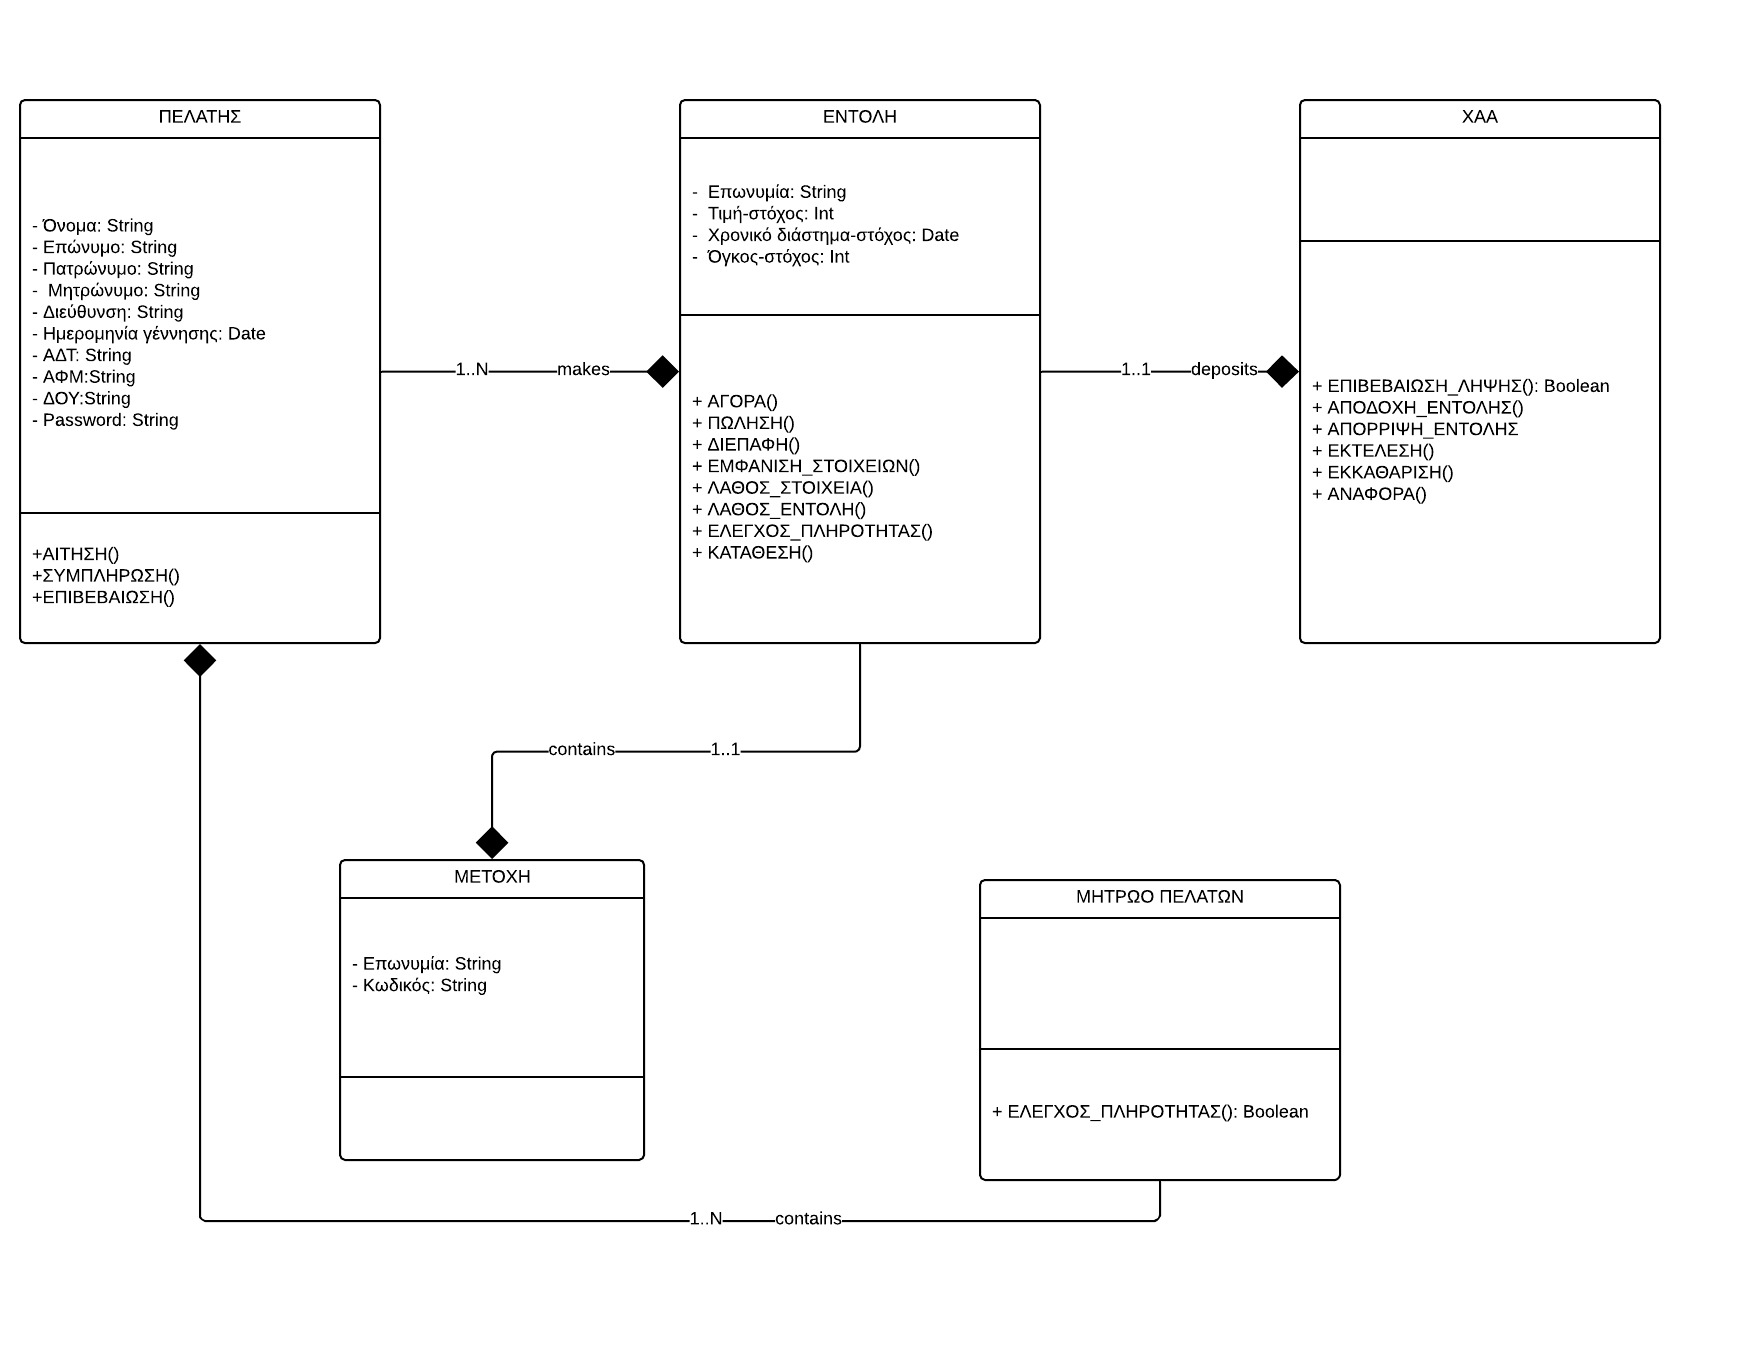 ΠΕΛΑΤΗΣ
- Όνομα: String
- Επώνυμο: String
- Πατρώνυμο: String
-  Μητρώνυμο: String
- Διεύθυνση: String
- Ημερομηνία γέννησης: Date
- ΑΔΤ: String
- ΑΦΜ:String
- ΔΟΥ:String
- Password: String
+ΑΙΤΗΣΗ()
+ΣΥΜΠΛΗΡΩΣΗ()
+ΕΠΙΒΕΒΑΙΩΣΗ()
1..N
makes
ΕΝΤΟΛΗ
-  Επωνυμία: String
-  Τιμή-στόχος: Int
-  Χρονικό διάστημα-στόχος: Date
-  Όγκος-στόχος: Int
+ ΑΓΟΡΑ()
+ ΠΩΛΗΣΗ()
+ ΔΙΕΠΑΦΗ()
+ ΕΜΦΑΝΙΣΗ_ΣΤΟΙΧΕΙΩΝ()
+ ΛΑΘΟΣ_ΣΤΟΙΧΕΙΑ()
+ ΛΑΘΟΣ_ΕΝΤΟΛΗ()
+ ΕΛΕΓΧΟΣ_ΠΛΗΡΟΤΗΤΑΣ()
+ ΚΑΤΑΘΕΣΗ()
1..1
deposits
ΧΑΑ
+ ΕΠΙΒΕΒΑΙΩΣΗ_ΛΗΨΗΣ(): Boolean
+ ΑΠΟΔΟΧΗ_ΕΝΤΟΛΗΣ()
+ ΑΠΟΡΡΙΨΗ_ΕΝΤΟΛΗΣ
+ ΕΚΤΕΛΕΣΗ()
+ ΕΚΚΑΘΑΡΙΣΗ()
+ ΑΝΑΦΟΡΑ()
contains
1..1
ΜΕΤΟΧΗ
- Επωνυμία: String
- Κωδικός: String
ΜΗΤΡΩΟ ΠΕΛΑΤΩΝ
+ ΕΛΕΓΧΟΣ_ΠΛΗΡΟΤΗΤΑΣ(): Boolean
1..N
contains